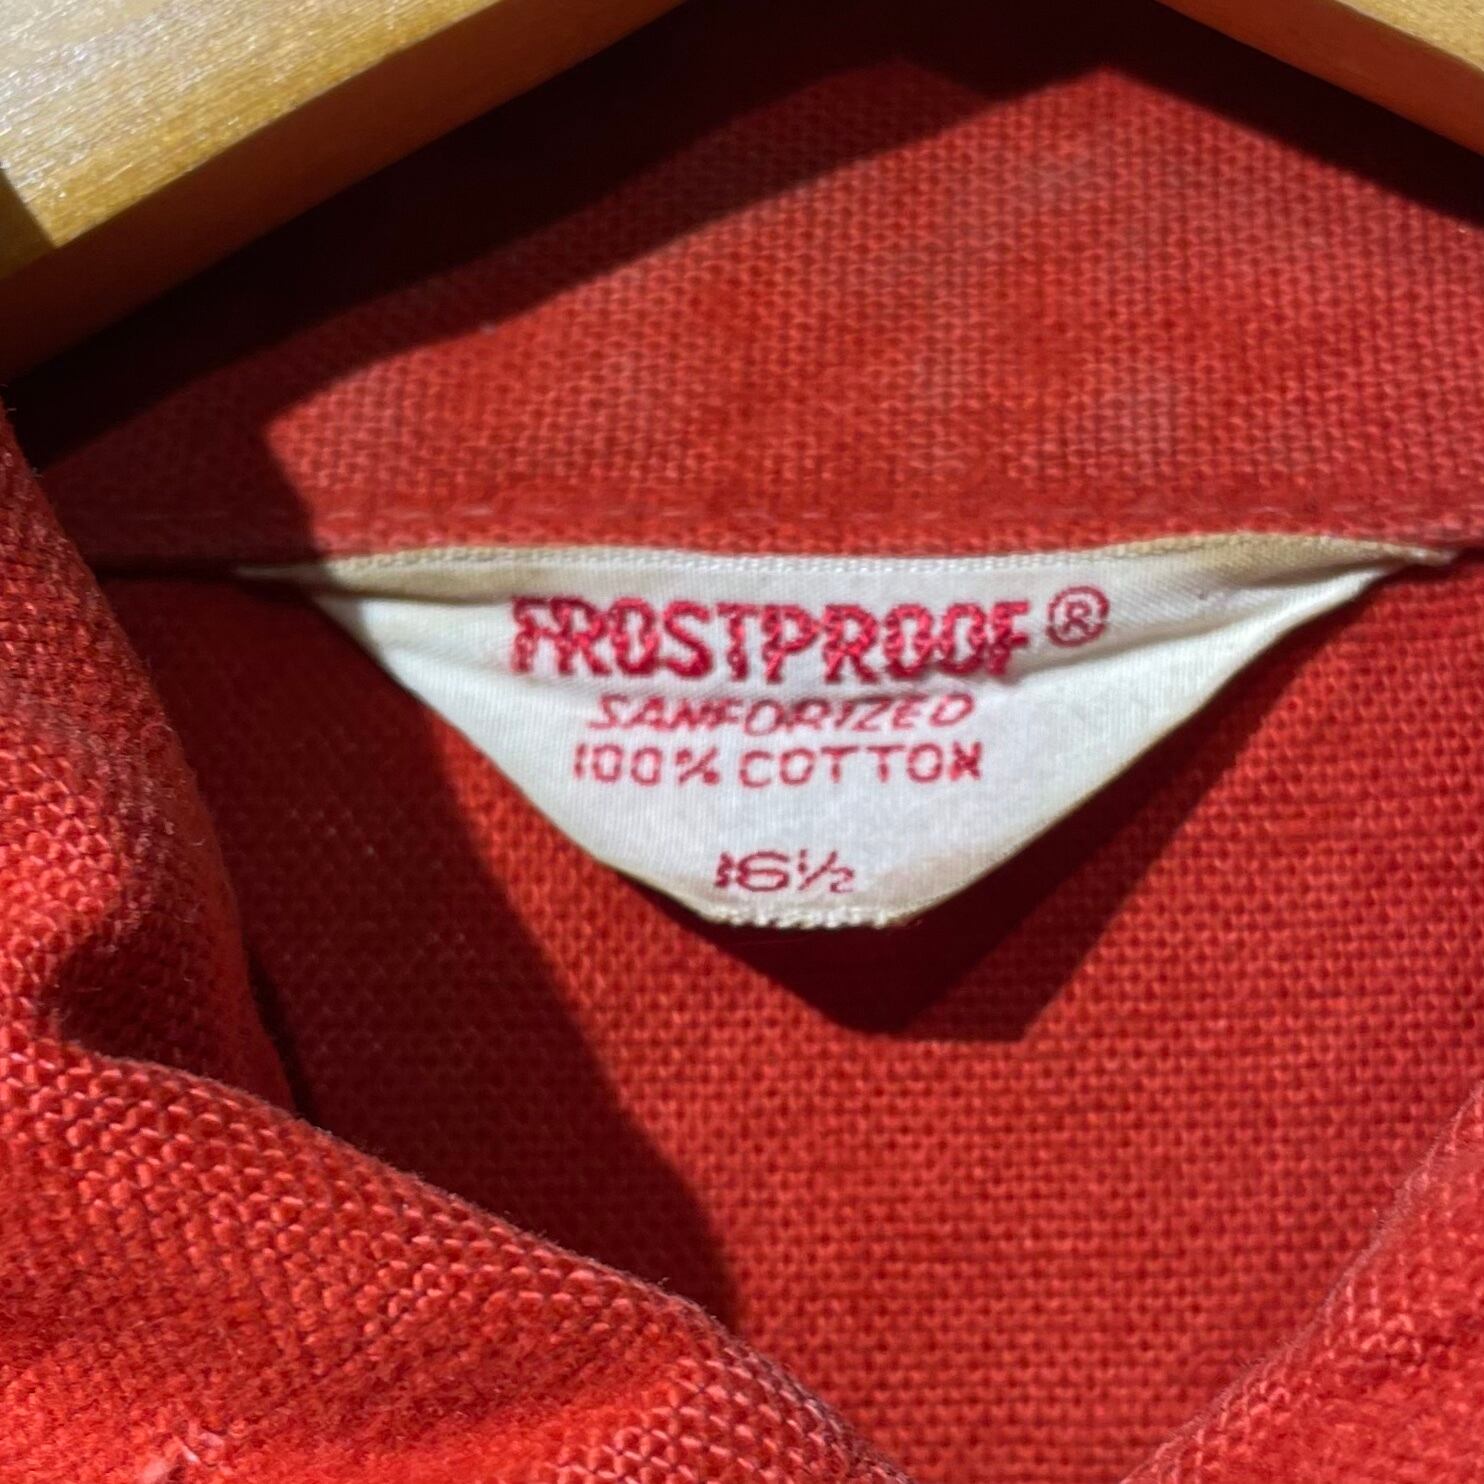 FROSTPROOF®
SANFORIZED
100% COTTON
16½